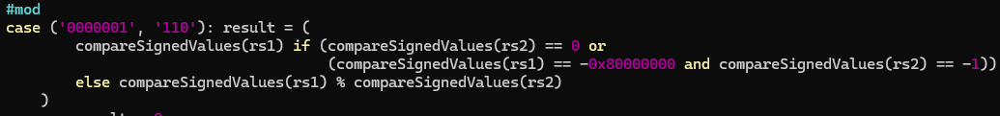 #mod
case ('0000001', '110'): result = (
compareSignedValues(rs1) if (compareSignedValues(rs2) == 0 or
(compareSignedValues(rs1) == -0x80000000 and compareSignedValues(rs2) == -1))
else compareSignedValues(rs1) % compareSignedValues(rs2)
)